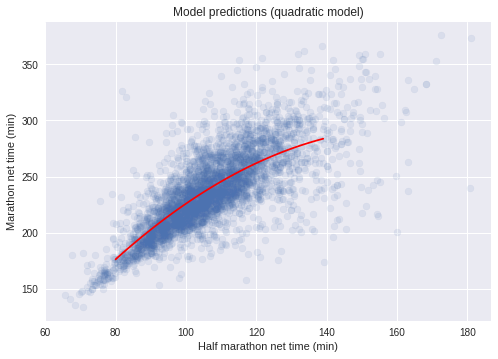 Model predictions (quadratic model)
Marathon net time (min)
350
300
250
200
150
60 80 100 120 140 160 180
Half marathon net time (min)